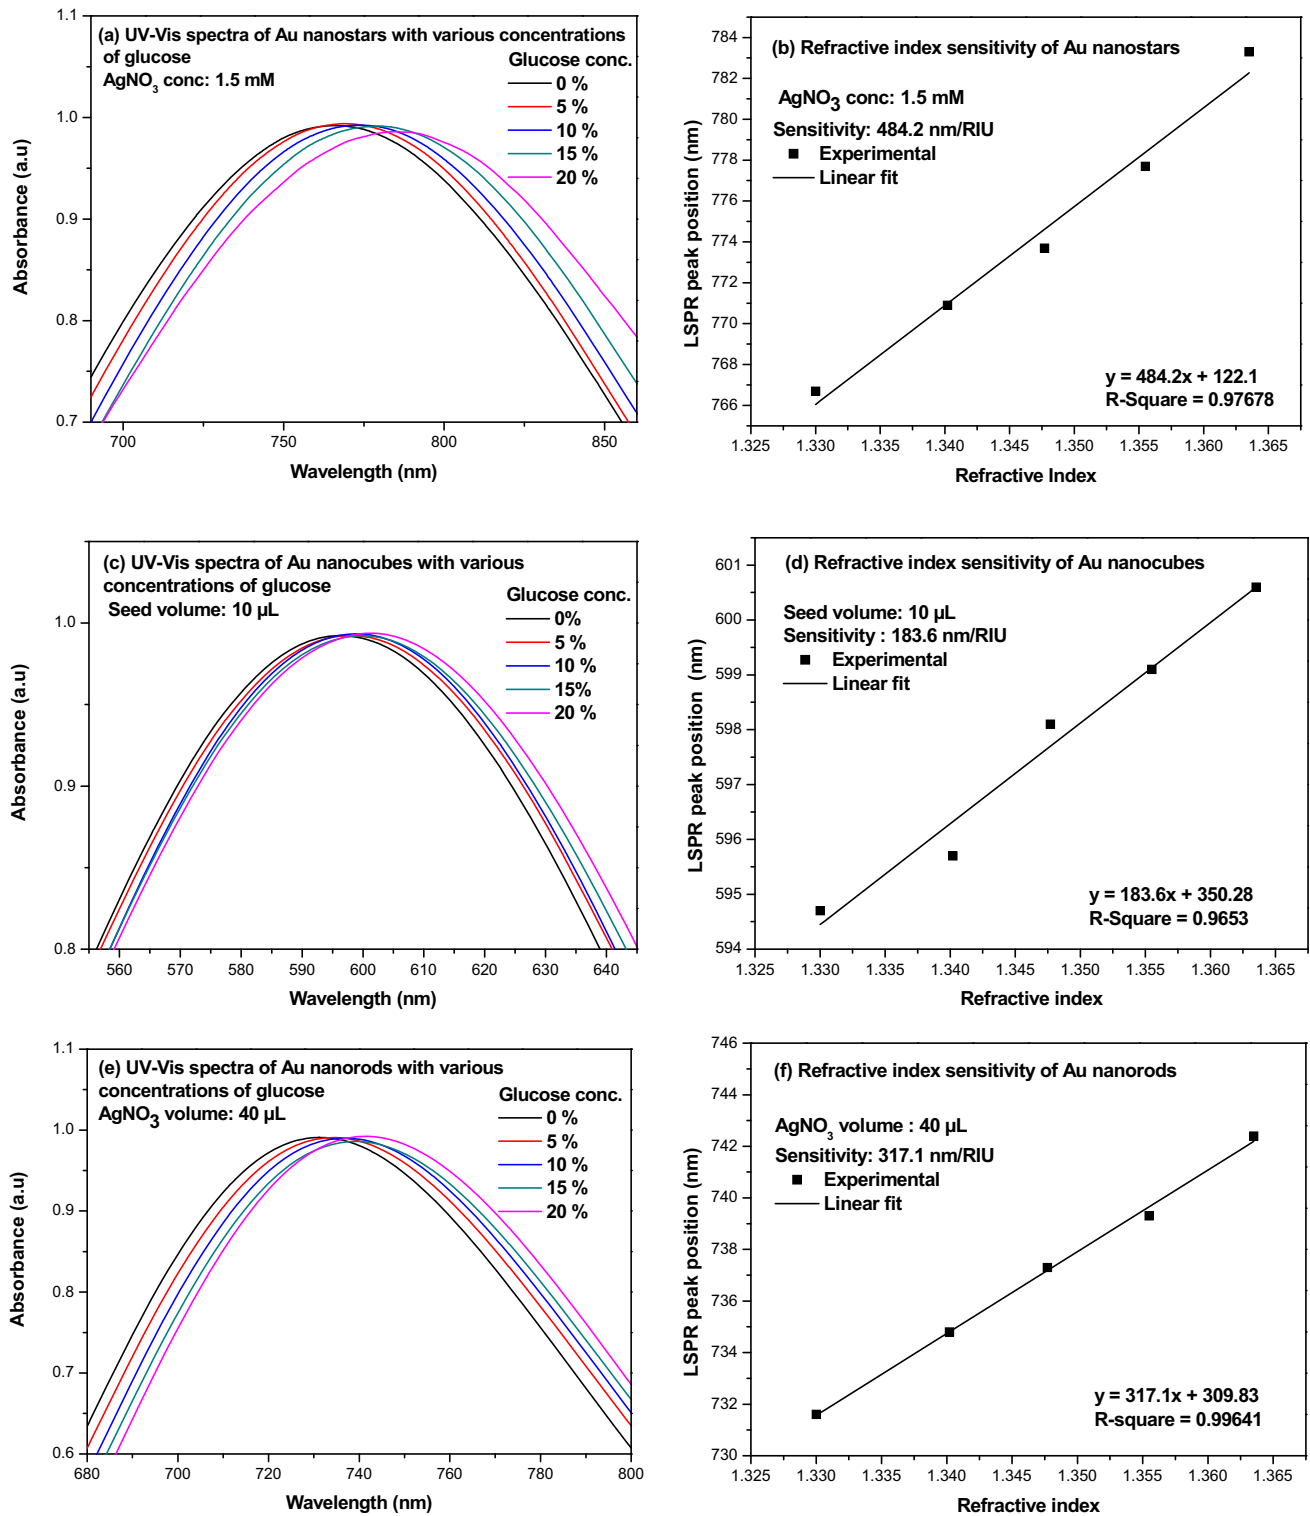 (a) UV-Vis spectra of Au nanostars with various concentrations
of glucose
AgNO3 conc: 1.5 mM
Glucose conc.
0 %
5 %
10 %
15 %
20 %
1.1
1.0
0.9
0.8
0.7
Absorbance (a.u)
700
750
800
850
Wavelength (nm)
(b) Refractive index sensitivity of Au nanostars
AgNO3 conc: 1.5 mM
Sensitivity: 484.2 nm/RIU
Experimental
Linear fit
y = 484.2x + 122.1
R-Square = 0.97678
784
782
780
778
776
774
772
770
768
766
LSPR peak position (nm)
1.325
1.330
1.335
1.340
1.345
1.350
1.355
1.360
1.365
Refractive Index
(c) UV-Vis spectra of Au nanocubes with various
concentrations of glucose
Seed volume: 10 µL
Glucose conc.
0%
5 %
10 %
15%
20 %
1.0
0.9
0.8
Absorbance (a.u)
560
570
580
590
600
610
620
630
640
Wavelength (nm)
(d) Refractive index sensitivity of Au nanocubes
Seed volume: 10 µL
Sensitivity : 183.6 nm/RIU
Experimental
Linear fit
y = 183.6x + 350.28
R-Square = 0.9653
601
600
599
598
597
596
595
594
LSPR peak position (nm)
1.325
1.330
1.335
1.340
1.345
1.350
1.355
1.360
1.365
Refractive index
(e) UV-Vis spectra of Au nanorods with various
concentrations of glucose
AgNO3 volume: 40 µL
Glucose conc.
0 %
5 %
10 %
15 %
20 %
1.1
1.0
0.9
0.8
0.7
0.6
Absorbance (a.u)
680
700
720
740
760
780
800
Wavelength (nm)
(f) Refractive index sensitivity of Au nanorods
AgNO3 volume : 40 µL
Sensitivity: 317.1 nm/RIU
Experimental
Linear fit
y = 317.1x + 309.83
R-square = 0.99641
746
744
742
740
738
736
734
732
730
LSPR peak position (nm)
1.325
1.330
1.335
1.340
1.345
1.350
1.355
1.360
1.365
Refractive index